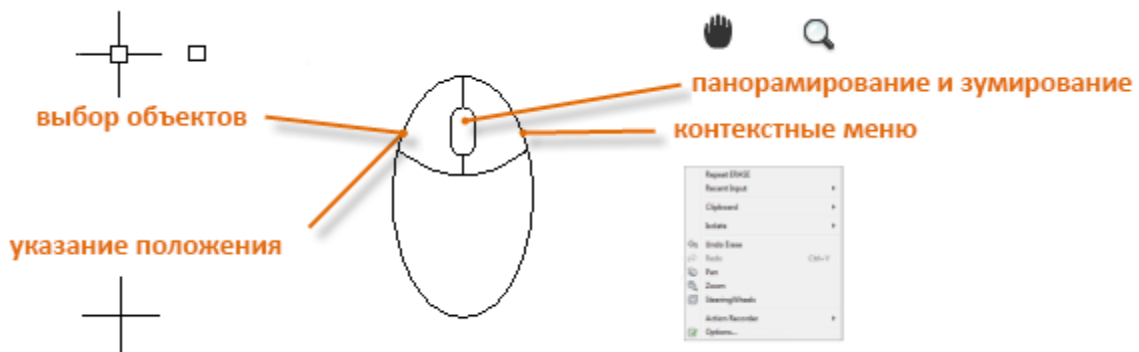 панорамирование и зумирование
выбор объектов
контекстные меню
указание положения
Repeat ERASE
Recent Input
Clipboard
Isolate
Undo Erase
Redo Ctrl+Y
Pan
Zoom
SteeringWheels
Action Recorder
Options...